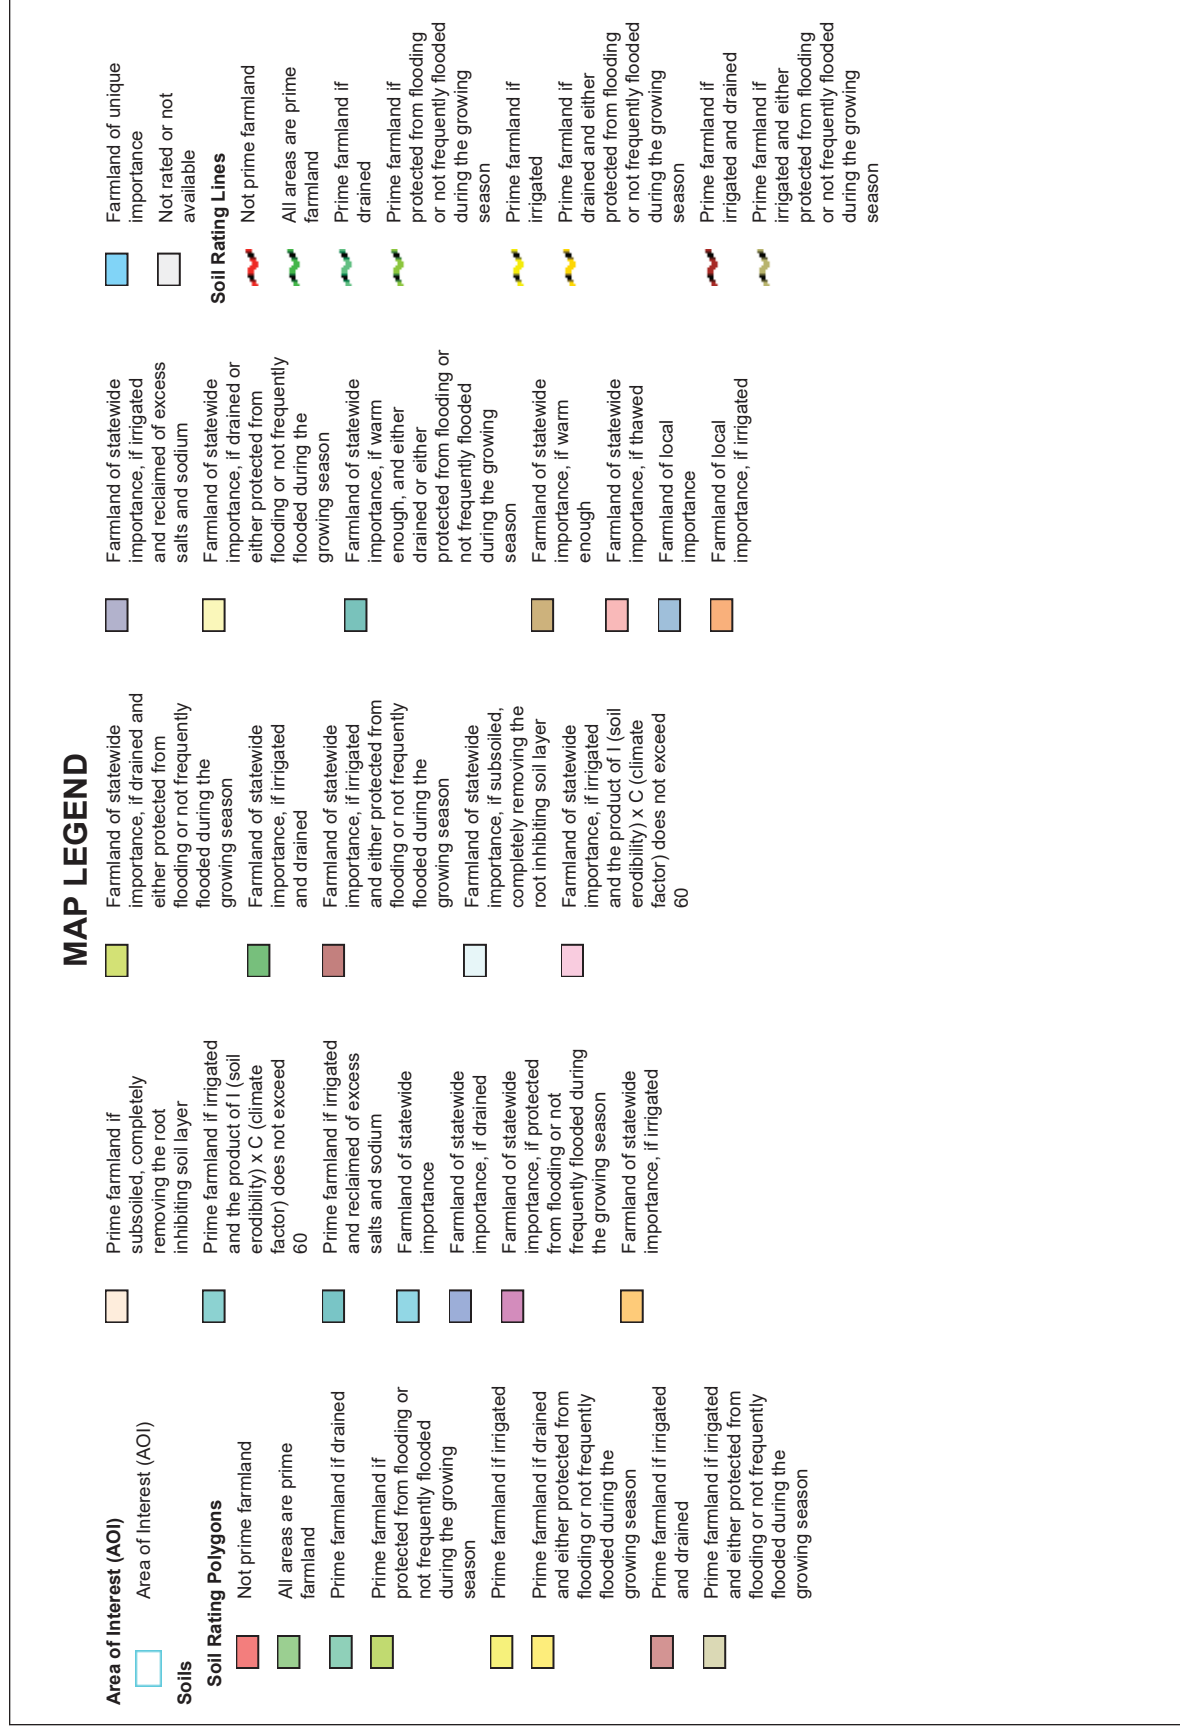 MAP LEGEND
Area of Interest (AOI)
Area of Interest (AOI)
Soils
Soil Rating Polygons
Not prime farmland
All areas are prime
farmland
Prime farmland if drained
Prime farmland if
protected from flooding or
not frequently flooded
during the growing
season
Prime farmland if irrigated
Prime farmland if drained
and either protected from
flooding or not frequently
flooded during the
growing season
Prime farmland if irrigated
and drained
Prime farmland if irrigated
and either protected from
flooding or not frequently
flooded during the
growing season
Prime farmland if
subsoiled, completely
removing the root
inhibiting soil layer
Prime farmland if irrigated
and the product of I (soil
erodibility) x C (climate
factor) does not exceed
60
Prime farmland if irrigated
and reclaimed of excess
salts and sodium
Farmland of statewide
importance
Farmland of statewide
importance, if drained
Farmland of statewide
importance, if protected
from flooding or not
frequently flooded during
the growing season
Farmland of statewide
importance, if irrigated
Farmland of statewide
importance, if drained and
either protected from
flooding or not frequently
flooded during the
growing season
Farmland of statewide
importance, if irrigated
and drained
Farmland of statewide
importance, if irrigated
and either protected from
flooding or not frequently
flooded during the
growing season
Farmland of statewide
importance, if subsoiled,
completely removing the
root inhibiting soil layer
Farmland of statewide
importance, if irrigated
and the product of I (soil
erodibility) x C (climate
factor) does not exceed
60
Farmland of statewide
importance, if irrigated
and reclaimed of excess
salts and sodium
Farmland of statewide
importance, if drained or
either protected from
flooding or not frequently
flooded during the
growing season
Farmland of statewide
importance, if warm
enough, and either
drained or either
protected from flooding or
not frequently flooded
during the growing
season
Farmland of statewide
importance, if warm
enough
Farmland of statewide
importance, if thawed
Farmland of local
importance
Farmland of local
importance, if irrigated
Farmland of unique
importance
Not rated or not
available
Soil Rating Lines
Not prime farmland
All areas are prime
farmland
Prime farmland if
drained
Prime farmland if
protected from flooding
or not frequently flooded
during the growing
season
Prime farmland if
irrigated
Prime farmland if
drained and either
protected from flooding
or not frequently flooded
during the growing
season
Prime farmland if
irrigated and drained
Prime farmland if
irrigated and either
protected from flooding
or not frequently flooded
during the growing
season